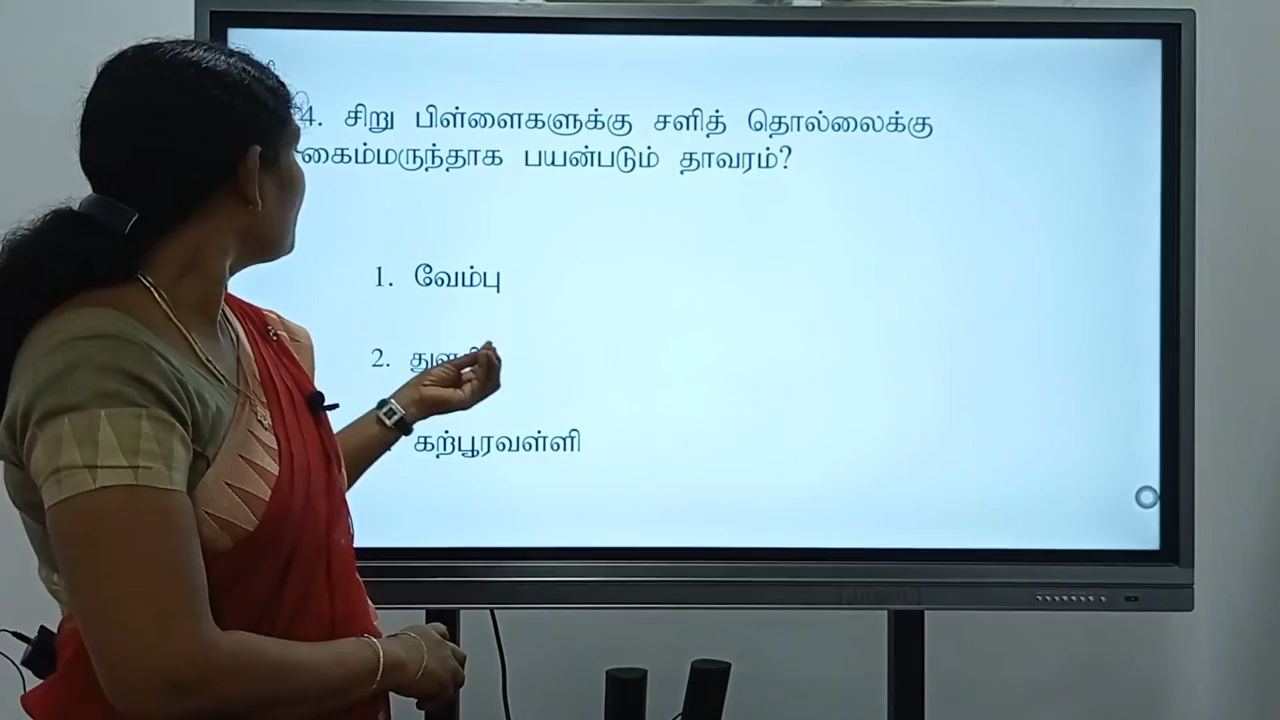 4. சிறு பிள்ளைகளுக்கு சளித் தொல்லைக்கு
கைம்மருந்தாக பயன்படும் தாவரம்?
1. வேம்பு
2.
கற்பூரவள்ளி